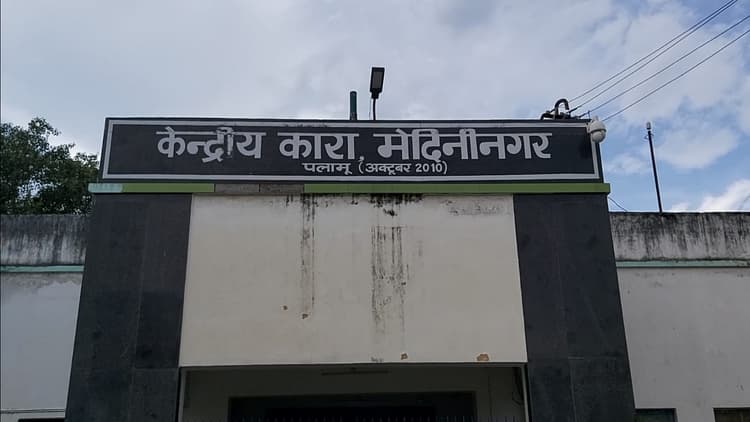 केन्द्रीय कारा, मेदिनीनगर
पलामू (अक्टूबर 2010)